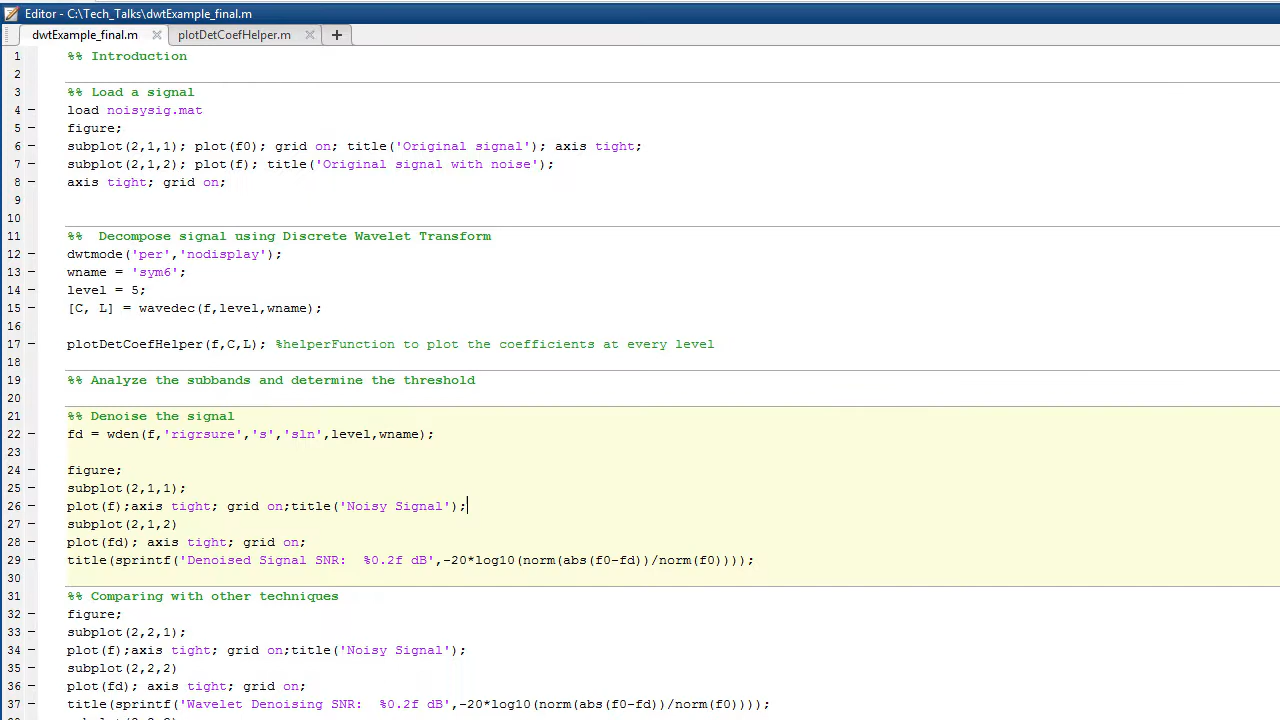 Editor - C:\Tech_Talks\dwtExample_final.m
dwtExample_final.m × plotDetCoefHelper.m × +
1 %% Introduction
2
3 %% Load a signal
4 – load noisysig.mat
5 – figure;
6 – subplot(2,1,1); plot(f0); grid on; title('Original signal'); axis tight;
7 – subplot(2,1,2); plot(f); title('Original signal with noise');
8 – axis tight; grid on;
9
10
11 %%  Decompose signal using Discrete Wavelet Transform
12 – dwtmode('per','nodisplay');
13 – wname = 'sym6';
14 – level = 5;
15 – [C, L] = wavedec(f,level,wname);
16
17 – plotDetCoefHelper(f,C,L); %helperFunction to plot the coefficients at every level
18
19 %% Analyze the subbands and determine the threshold
20
21 %% Denoise the signal
22 – fd = wden(f,'rigrsure','s','sln',level,wname);
23
24 – figure;
25 – subplot(2,1,1);
26 – plot(f);axis tight; grid on;title('Noisy Signal');
27 – subplot(2,1,2)
28 – plot(fd); axis tight; grid on;
29 – title(sprintf('Denoised Signal SNR:  %0.2f dB',-20*log10(norm(abs(f0-fd))/norm(f0))));
30
31 %% Comparing with other techniques
32 – figure;
33 – subplot(2,2,1);
34 – plot(f);axis tight; grid on;title('Noisy Signal');
35 – subplot(2,2,2)
36 – plot(fd); axis tight; grid on;
37 – title(sprintf('Wavelet Denoising SNR:  %0.2f dB',-20*log10(norm(abs(f0-fd))/norm(f0))));